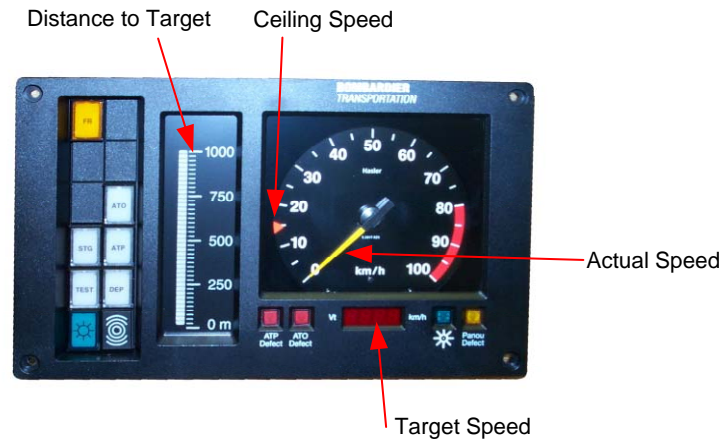 Distance to Target
Ceiling Speed
BOMBARDIER
TRANSPORTATION
FR
ATO
STG
ATP
TEST
DEP
1000
750
500
250
0 m
0
10
20
30
40
50
60
70
80
90
100
Hasler
km/h
Actual Speed
ATP
Defect
ATO
Defect
Vt
km/h
Panou
Defect
Target Speed